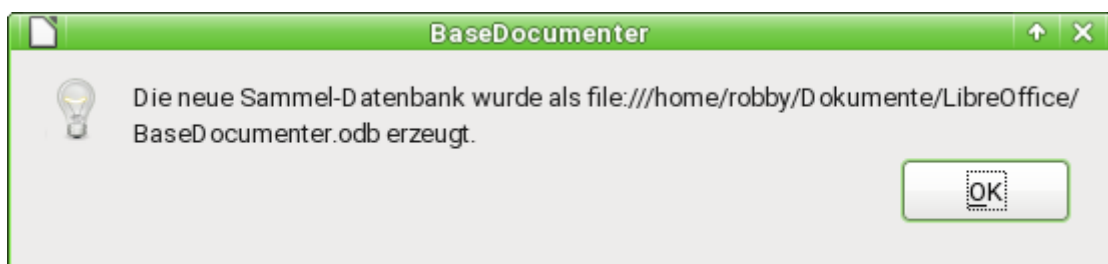 BaseDocumenter
Die neue Sammel-Datenbank wurde als file:///home/robby/Dokumente/LibreOffice/
BaseDocumenter.odb erzeugt.
OK